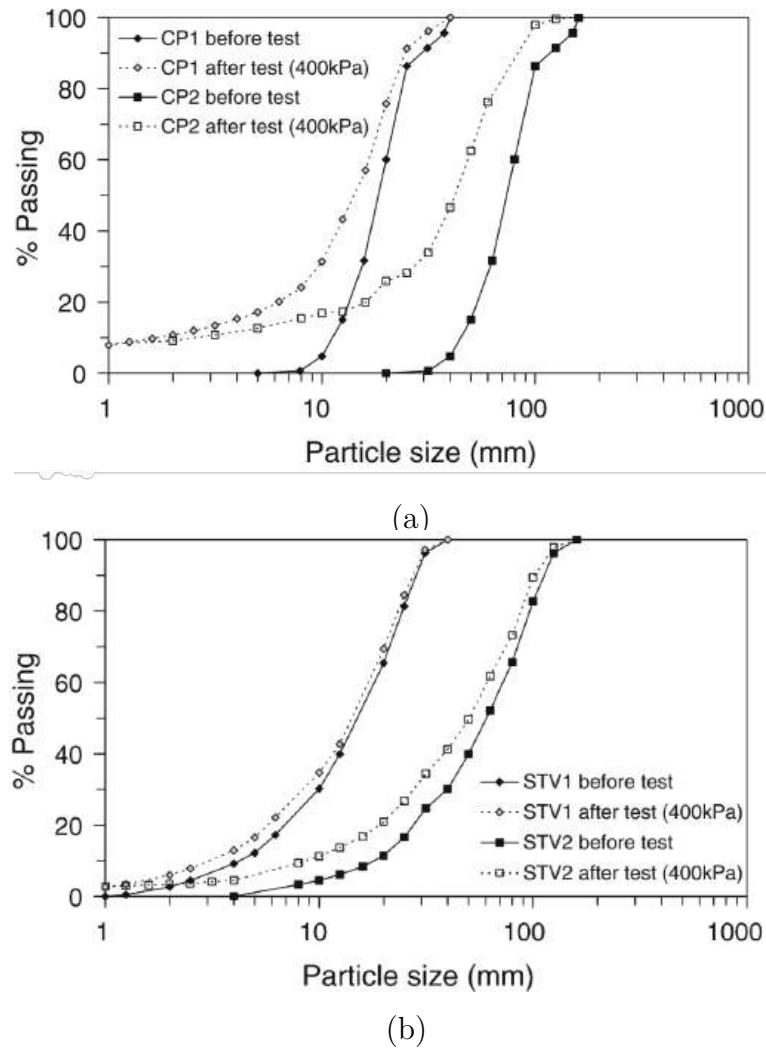 100
CP1 before test
CP1 after test (400kPa)
80
CP2 before test
CP2 after test (400kPa)
60
% Passing
40
20
0
1 10 100 1000
Particle size (mm)
(a)
100
80
% Passing
60
40
STV1 before test
STV1 after test (400kPa)
20
STV2 before test
STV2 after test (400kPa)
0
1 10 100 1000
Particle size (mm)
(b)